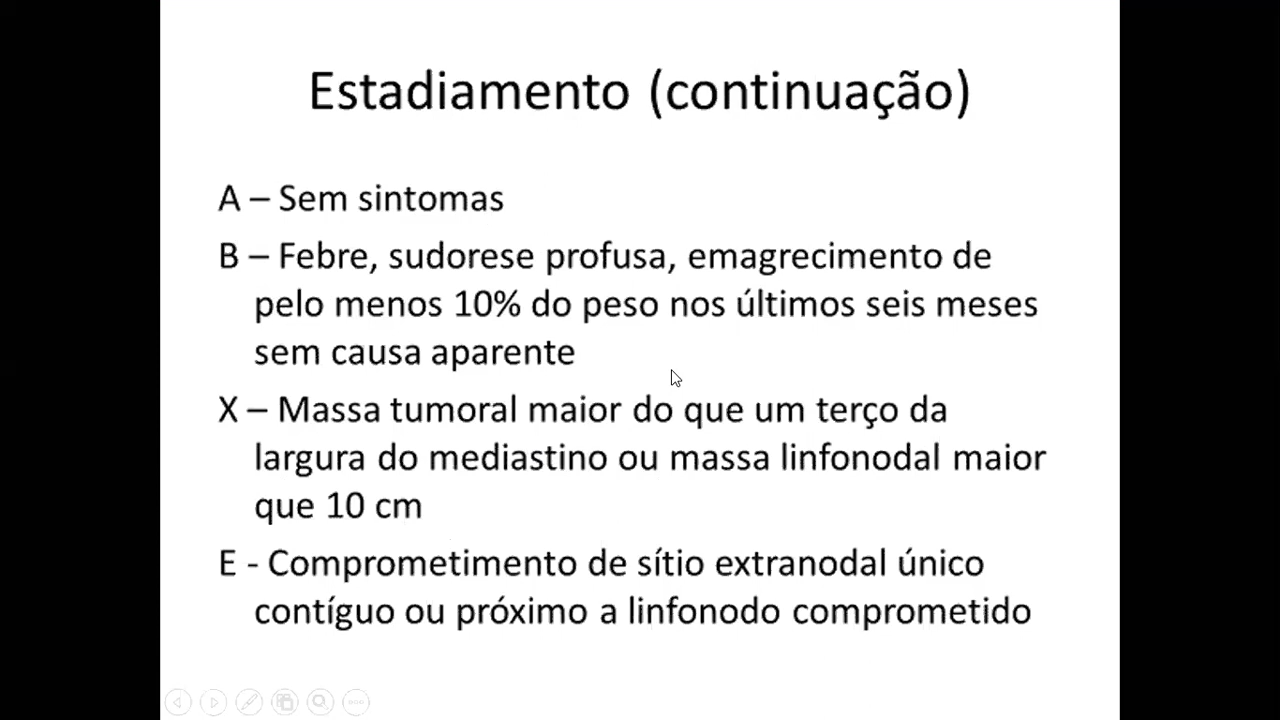 Estadiamento (continuação)
A – Sem sintomas
B – Febre, sudorese profusa, emagrecimento de
pelo menos 10% do peso nos últimos seis meses
sem causa aparente
X – Massa tumoral maior do que um terço da
largura do mediastino ou massa linfonodal maior
que 10 cm
E - Comprometimento de sítio extranodal único
contíguo ou próximo a linfonodo comprometido